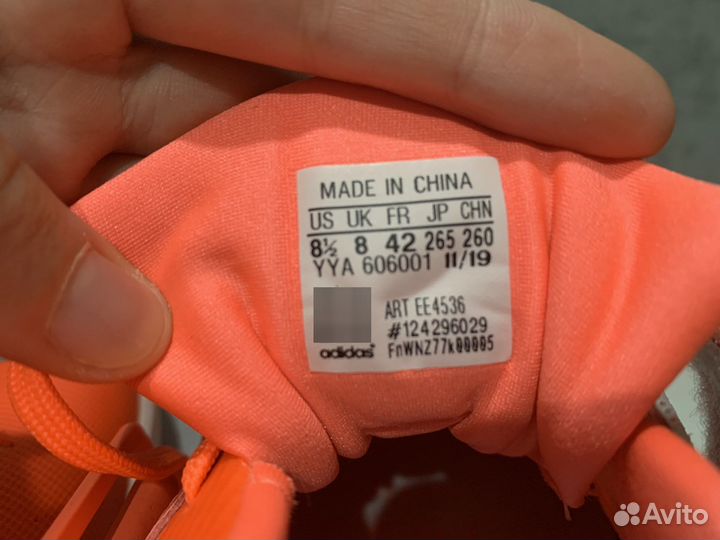 MADE IN CHINA
US UK FR JP CHN
8½ 8 42 265 260
YYA 606001 11/19
ART EE4536
#124296029
adidas FnWNZ77k00005
Avito